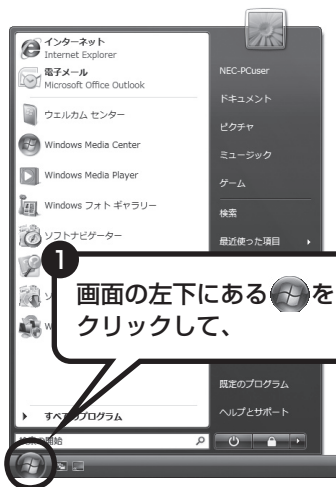 インターネット
Internet Explorer
電子メール
Microsoft Office Outlook
ウェルカム センター
Windows Media Center
Windows Media Player
Windows フォト ギャラリー
ソフトナビゲーター
すべてのプログラム
検索の開始
NEC-PCuser
ドキュメント
ピクチャ
ミュージック
ゲーム
検索
最近使った項目
既定のプログラム
ヘルプとサポート
1
画面の左下にある を
クリックして、